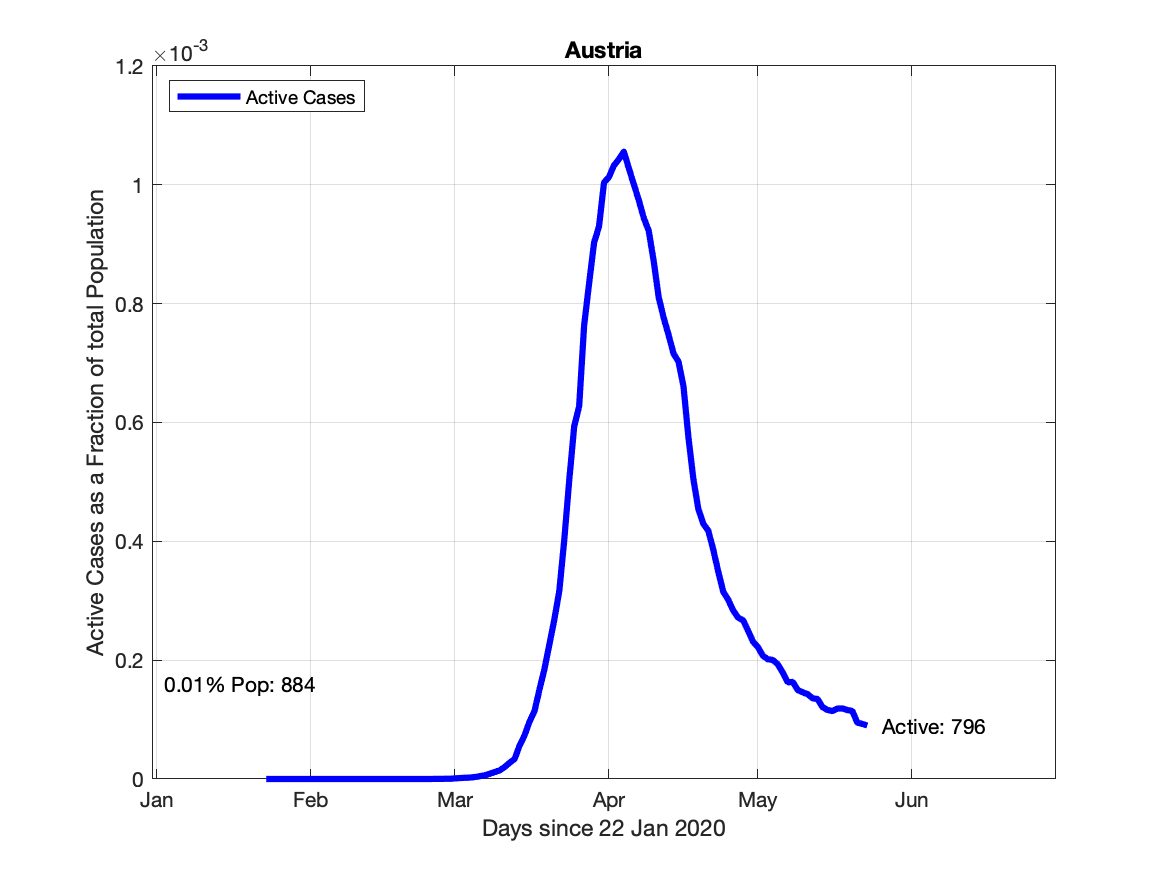 Austria
×10-3
1.2
1
0.8
0.6
0.4
0.2
0
Active Cases as a Fraction of total Population
Active Cases
0.01% Pop: 884
Active: 796
Jan Feb Mar Apr May Jun
Days since 22 Jan 2020